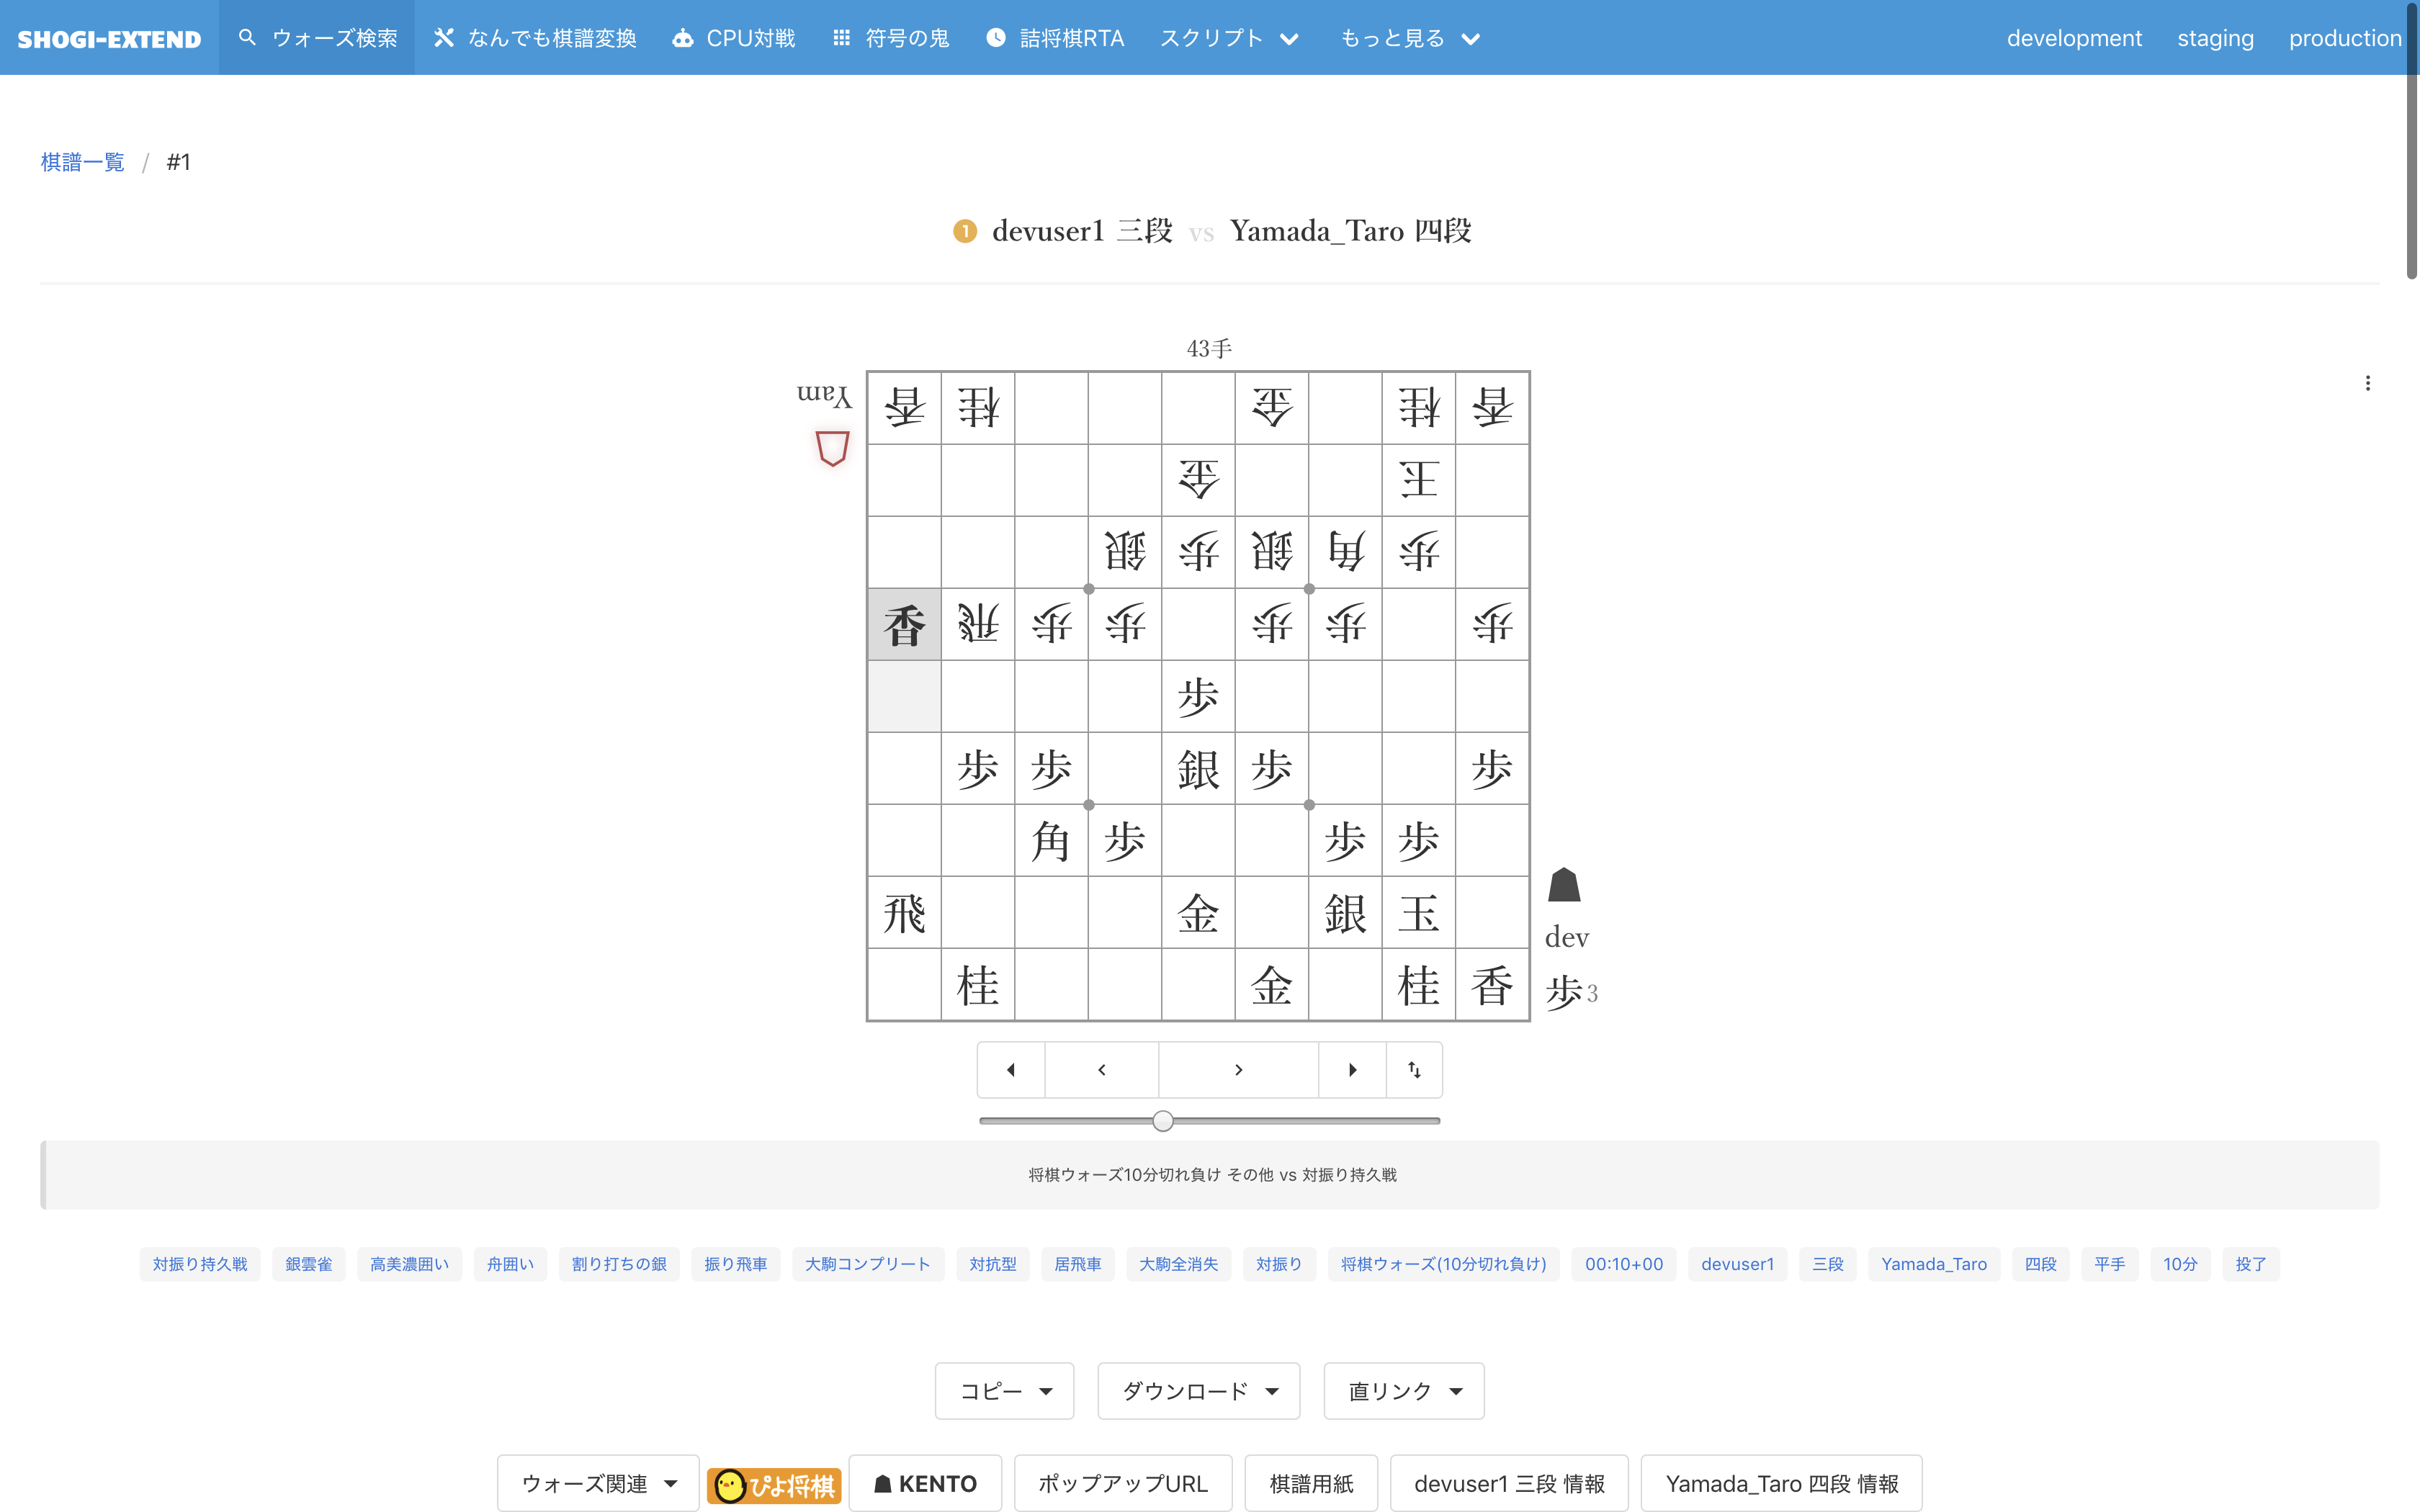 SHOGI-EXTEND ウォーズ検索 なんでも棋譜変換 CPU対戦 符号の鬼 詰将棋RTA スクリプト もっと見る development staging production
棋譜一覧 / #1
1 devuser1 三段 vs Yamada_Taro 四段
43手
Yam
香 桂 金 桂 香
金 王
銀 歩 銀 角 歩
香 飛 歩 歩 歩 歩 歩
歩
歩 歩 銀 歩 歩
角 歩 歩 歩
飛 金 銀 玉
dev
桂 金 桂 香
歩3
将棋ウォーズ10分切れ負け その他 vs 対振り持久戦
対振り持久戦 銀雲雀 高美濃囲い 舟囲い 割り打ちの銀 振り飛車 大駒コンプリート 対抗型 居飛車 大駒全消失 対振り 将棋ウォーズ(10分切れ負け) 00:10+00 devuser1 三段 Yamada_Taro 四段 平手 10分 投了
コピー ダウンロード 直リンク
ウォーズ関連 ぴよ将棋 KENTO ポップアップURL 棋譜用紙 devuser1 三段 情報 Yamada_Taro 四段 情報